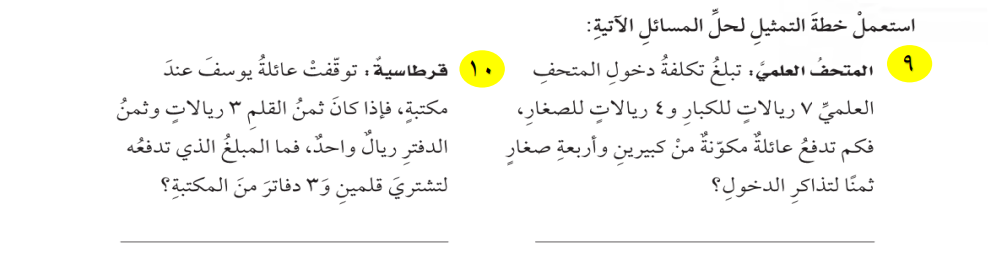 استعملْ خطةَ التمثيلِ لحلِّ المسائلِ الآتيةِ:
٩ المتحفُ العلميُّ: تبلغُ تكلفةُ دخولِ المتحفِ
العلميِّ ٧ ريالاتٍ للكبارِ و٤ ريالاتٍ للصغارِ،
فكم تدفعُ عائلةٌ مكوّنةٌ منْ كبيرينِ وأربعةِ صغارٍ
ثمنًا لتذاكرِ الدخولِ؟
١٠ قرطاسيةٌ: توقّفتْ عائلةُ يوسفَ عندَ
مكتبةٍ، فإذا كانَ ثمنُ القلمِ ٣ ريالاتٍ وثمنُ
الدفترِ ريالٌ واحدٌ، فما المبلغُ الذي تدفعُه
لتشتريَ قلمينِ وَ٣ دفاترَ منَ المكتبةِ؟